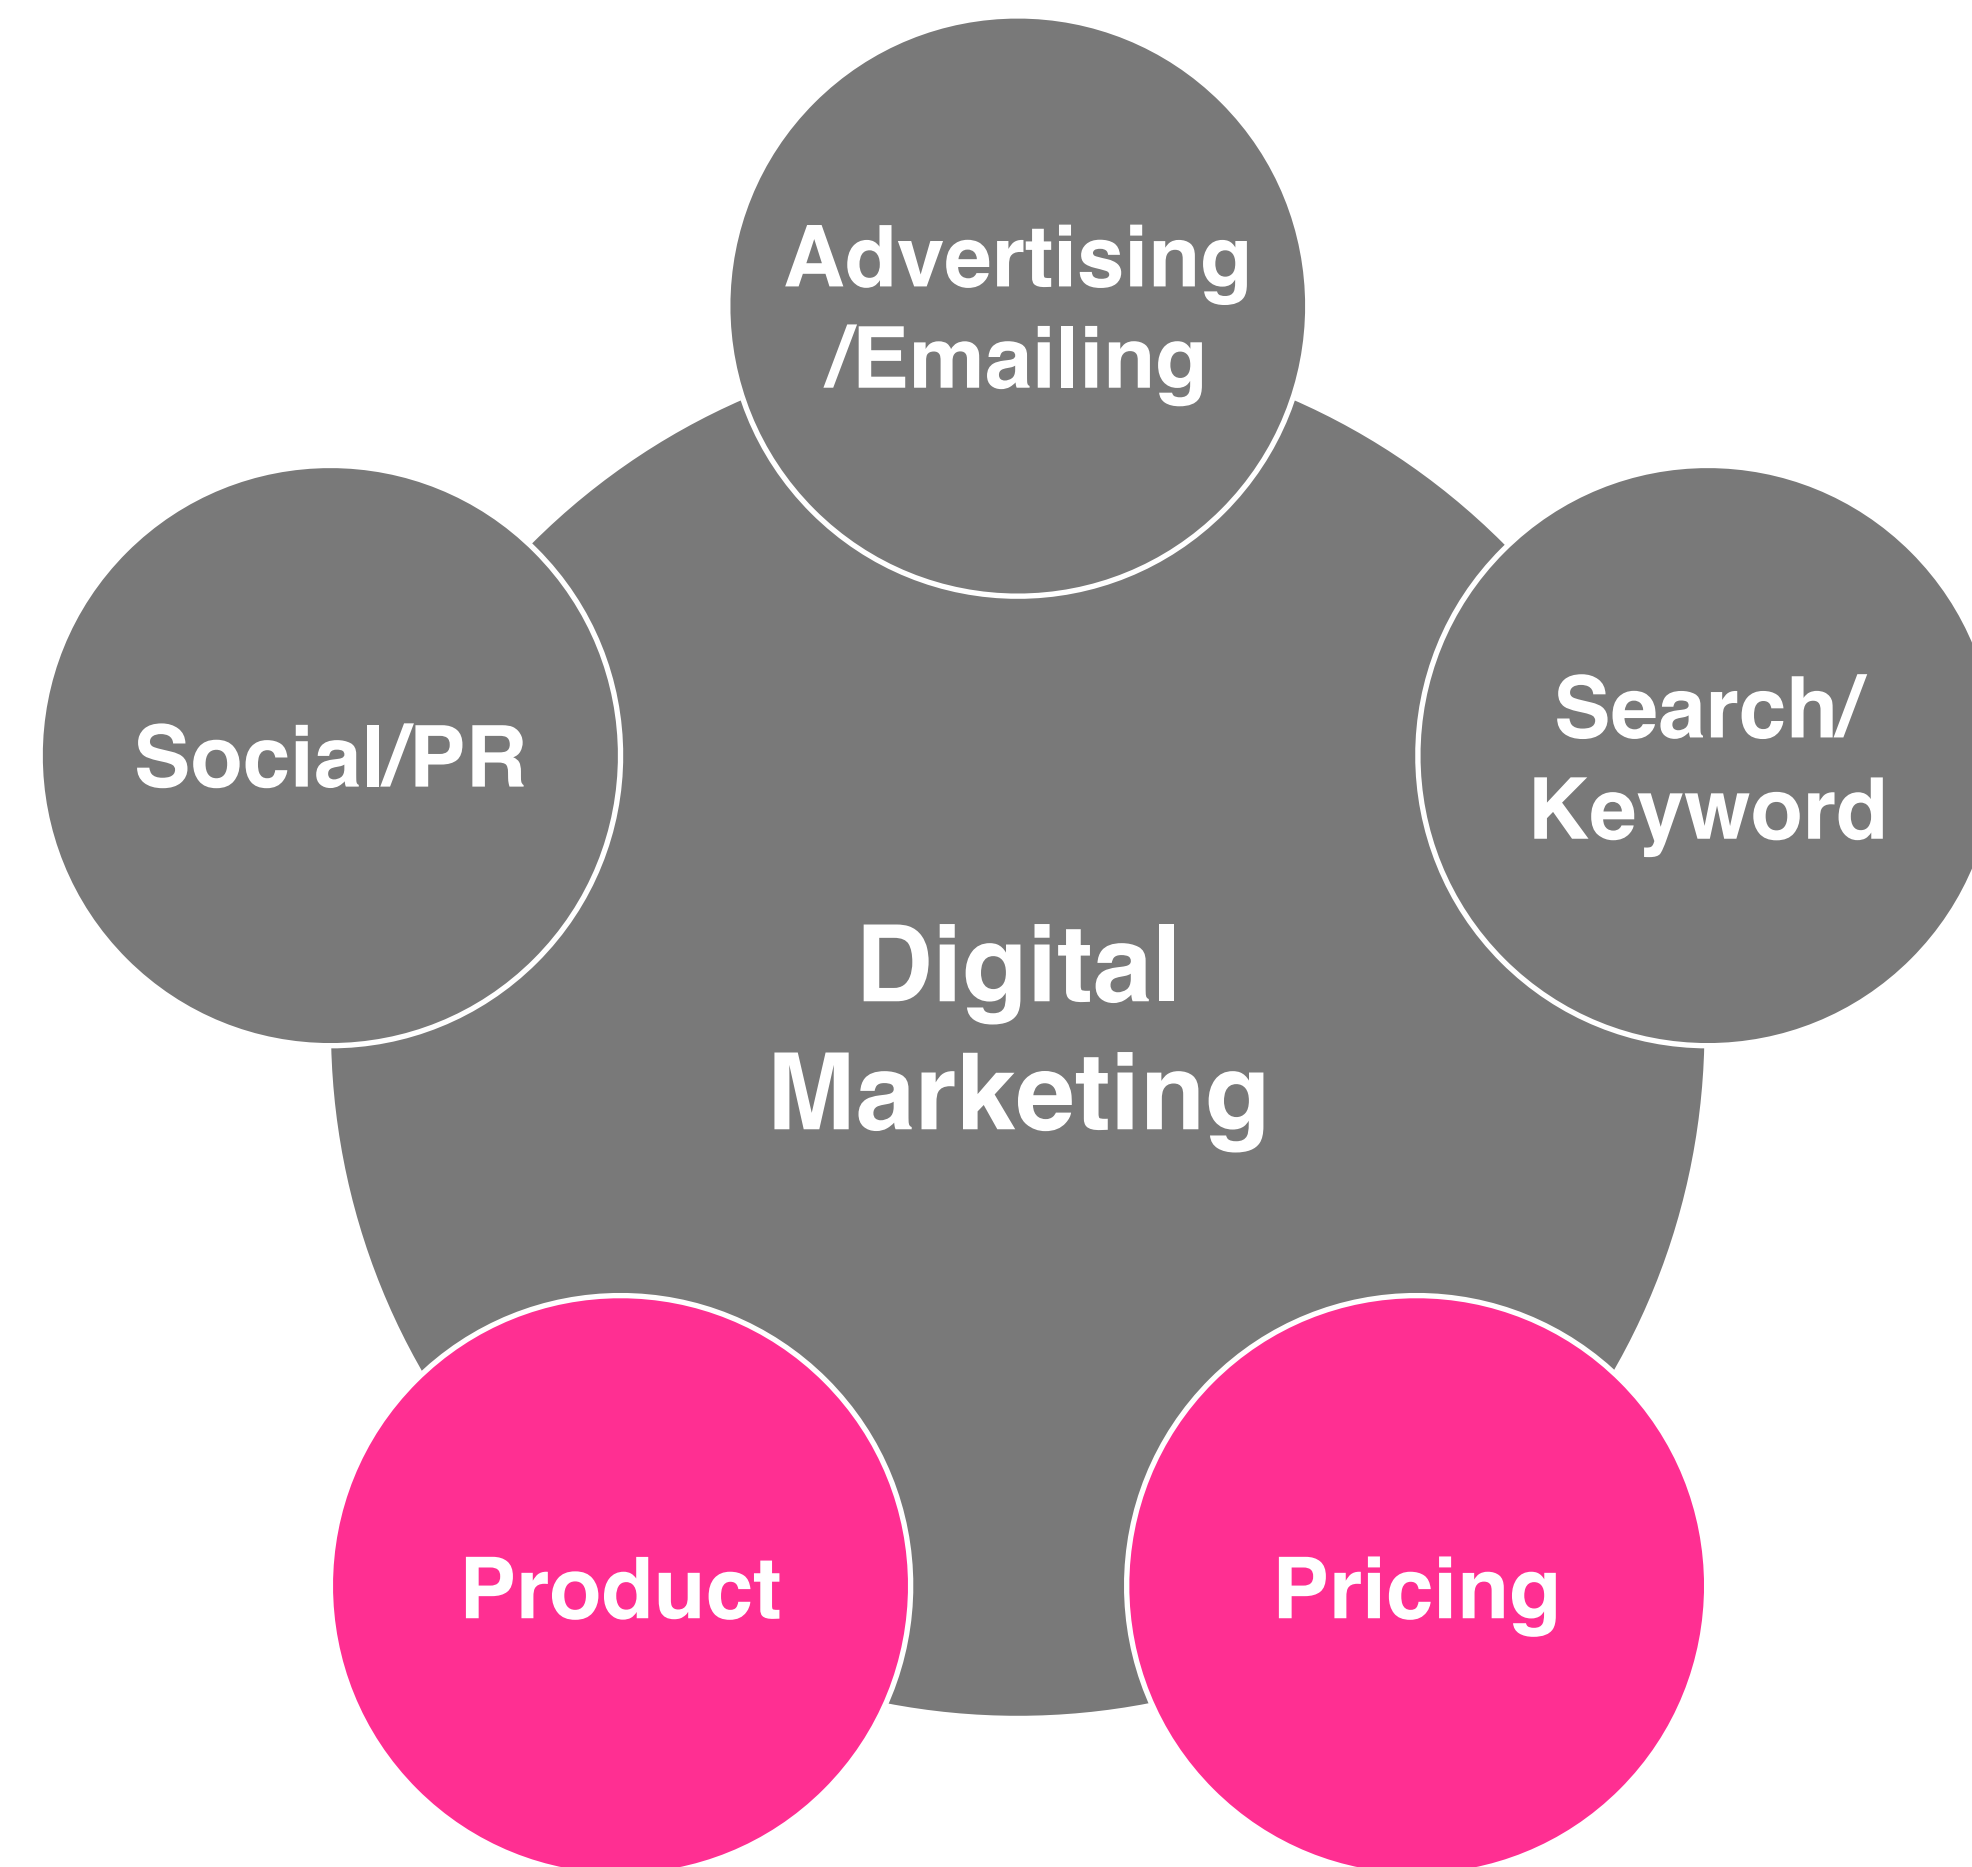 Advertising
/Emailing
Social/PR
Search/
Keyword
Digital
Marketing
Product
Pricing